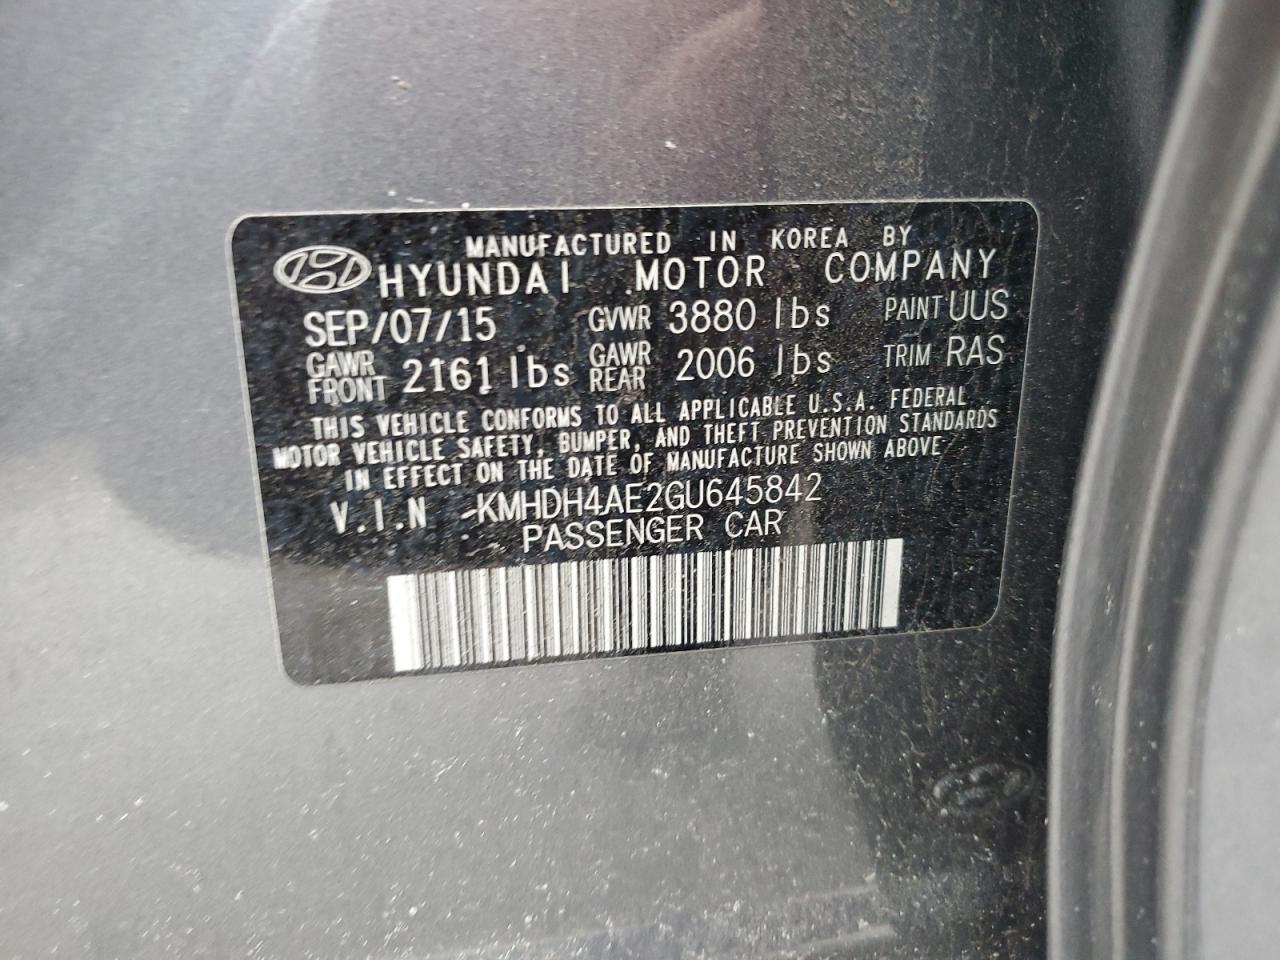 MANUFACTURED IN KOREA BY
HYUNDAI MOTOR COMPANY
SEP/07/15 GVWR 3880 lbs PAINT UUS
GAWR FRONT 2161 lbs GAWR REAR 2006 lbs TRIM RAS
THIS VEHICLE CONFORMS TO ALL APPLICABLE U.S.A. FEDERAL
MOTOR VEHICLE SAFETY, BUMPER, AND THEFT PREVENTION STANDARDS
IN EFFECT ON THE DATE OF MANUFACTURE SHOWN ABOVE
V.I.N -KMHDH4AE2GU645842
PASSENGER CAR